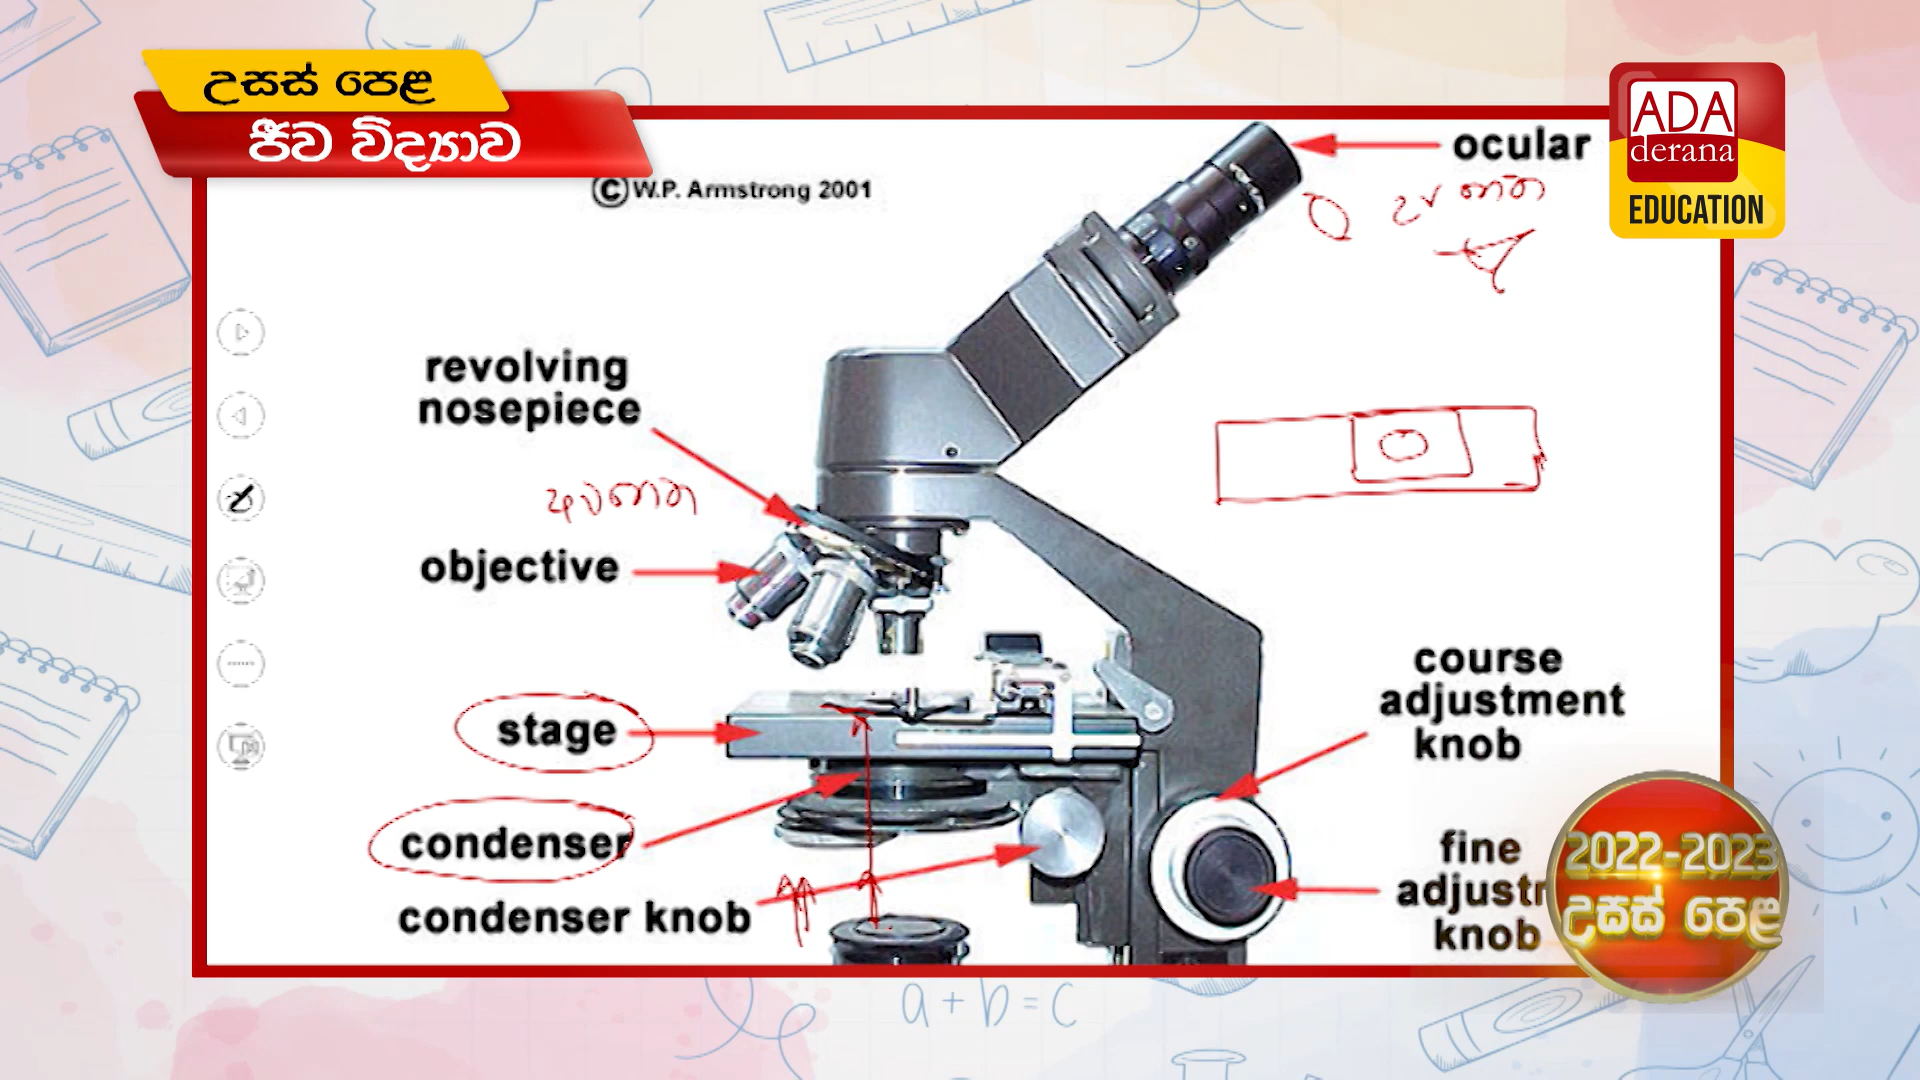 උසස් පෙළ
ජීව විද්‍යාව
ADA
derana
EDUCATION
©W.P. Armstrong 2001
ocular
revolving
nosepiece
objective
stage
condenser
condenser knob
course
adjustment
knob
fine
adjustr
knob
2022-2023
උසස් පෙළ
a+b=c